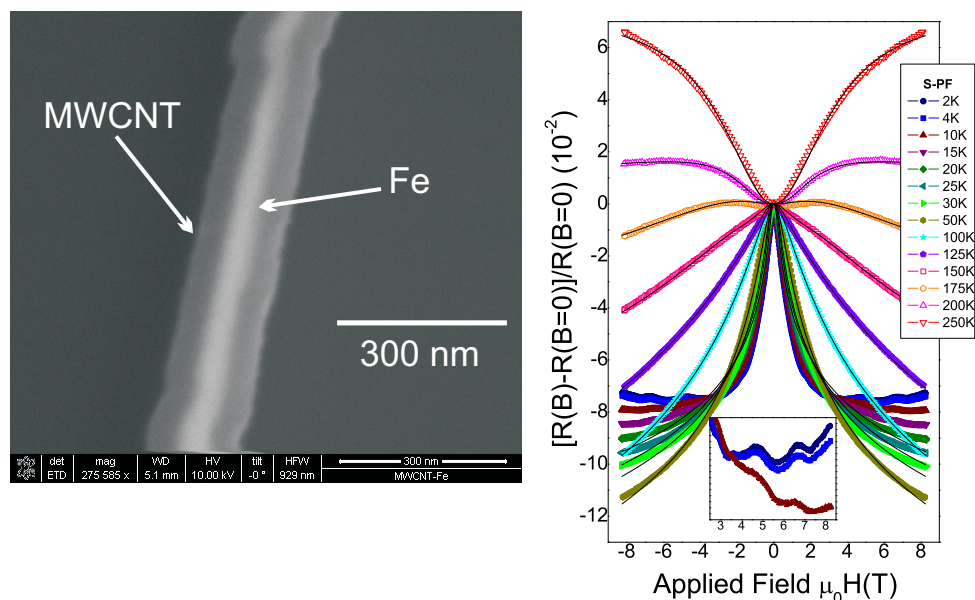 MWCNT
Fe
300 nm
det mag WD HV tilt HFW 300 nm
ETD 275 585 x 5.1 mm 10.00 kV -0 ° 929 nm MWCNT-Fe
[R(B)-R(B=0)]/R(B=0) (10⁻²)
6
4
2
0
-2
-4
-6
-8
-10
-12
S-PF
2K
4K
10K
15K
20K
25K
30K
50K
100K
125K
150K
175K
200K
250K
3 4 5 6 7 8
-8 -6 -4 -2 0 2 4 6 8
Applied Field μ₀H(T)